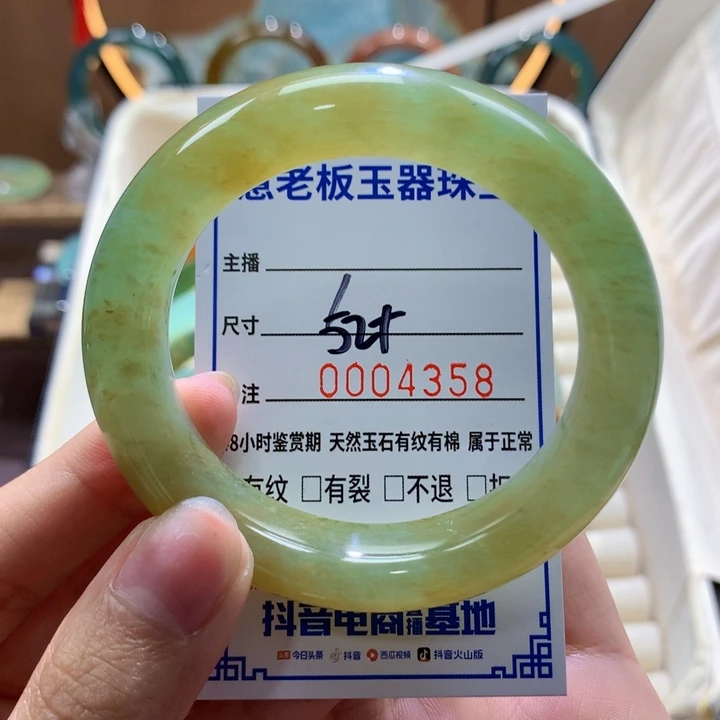 老板玉器珠
主播
尺寸 52+
注 0004358
8小时鉴赏期 天然玉石有纹有棉 属于正常
有纹 □有裂 □不退 □
抖音电商直播基地
今日头条 抖音 西瓜视频 抖音火山版